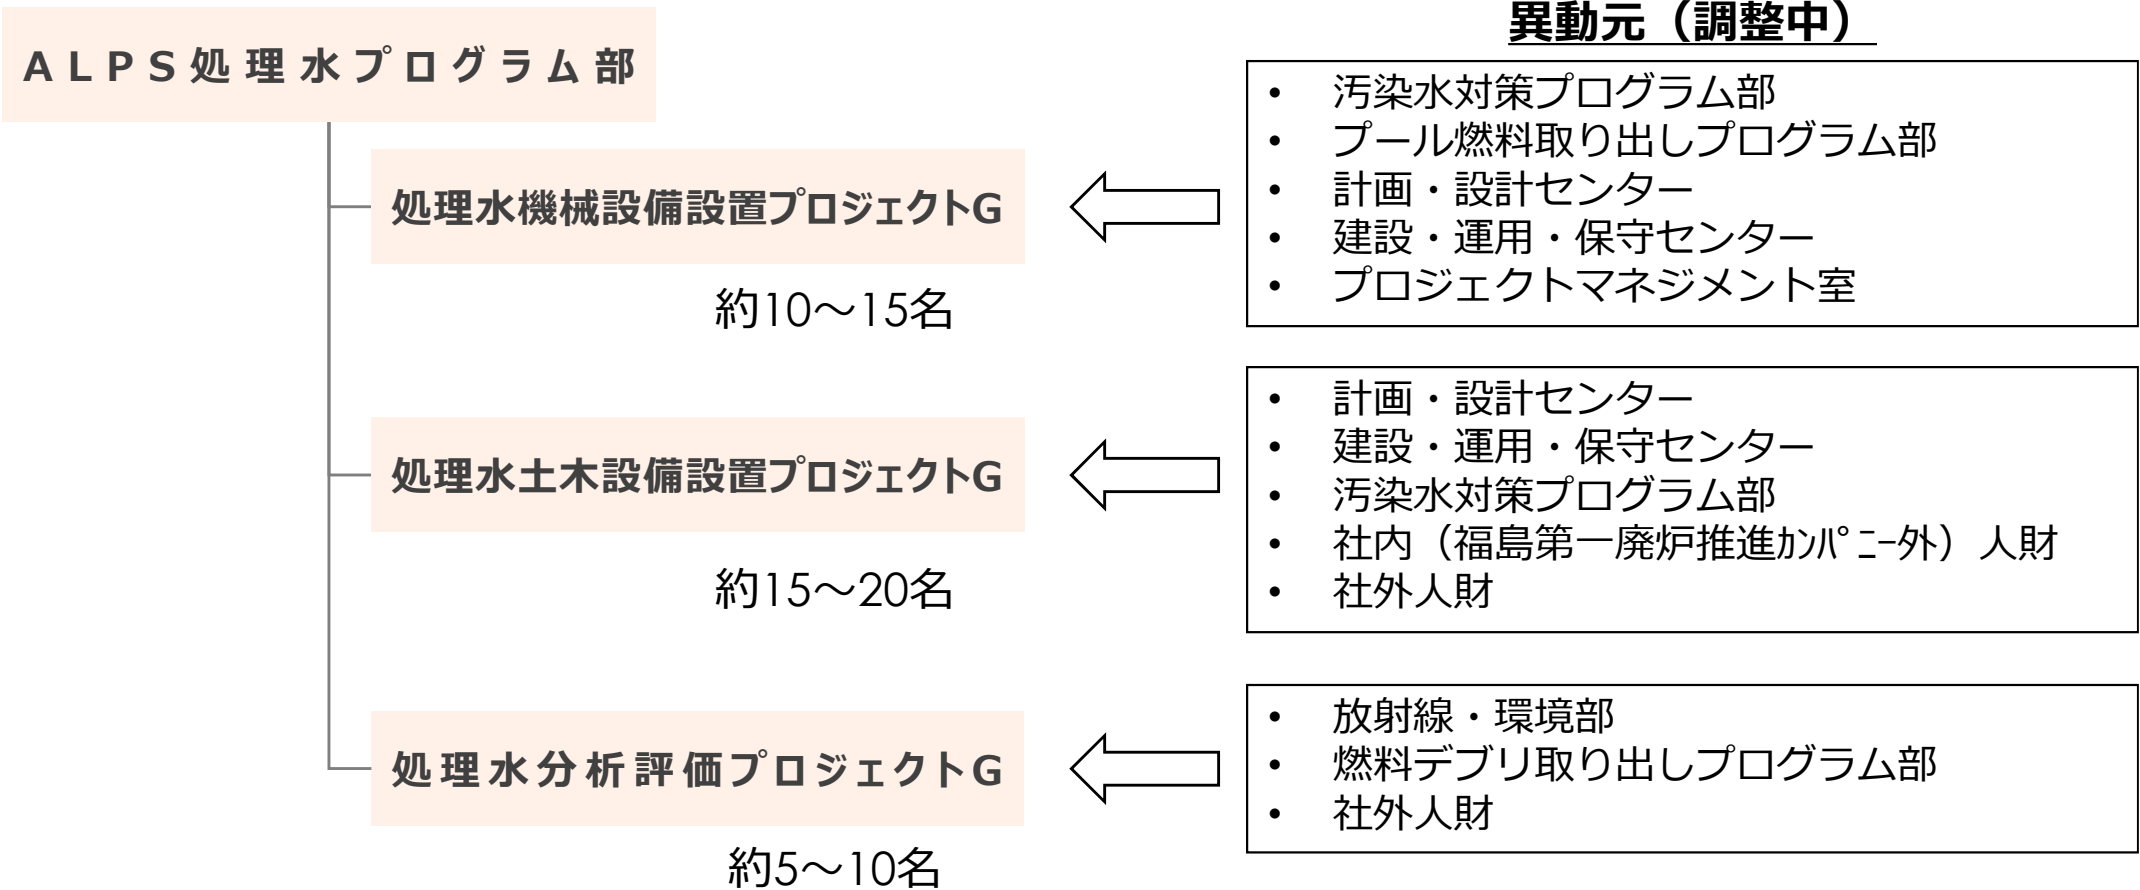 異動元（調整中）
ALPS処理水プログラム部
処理水機械設備設置プロジェクトG
約10～15名
• 汚染水対策プログラム部
• プール燃料取り出しプログラム部
• 計画・設計センター
• 建設・運用・保守センター
• プロジェクトマネジメント室
処理水土木設備設置プロジェクトG
約15～20名
• 計画・設計センター
• 建設・運用・保守センター
• 汚染水対策プログラム部
• 社内（福島第一廃炉推進ｶﾝﾊﾟﾆｰ外）人財
• 社外人財
処理水分析評価プロジェクトG
約5～10名
• 放射線・環境部
• 燃料デブリ取り出しプログラム部
• 社外人財